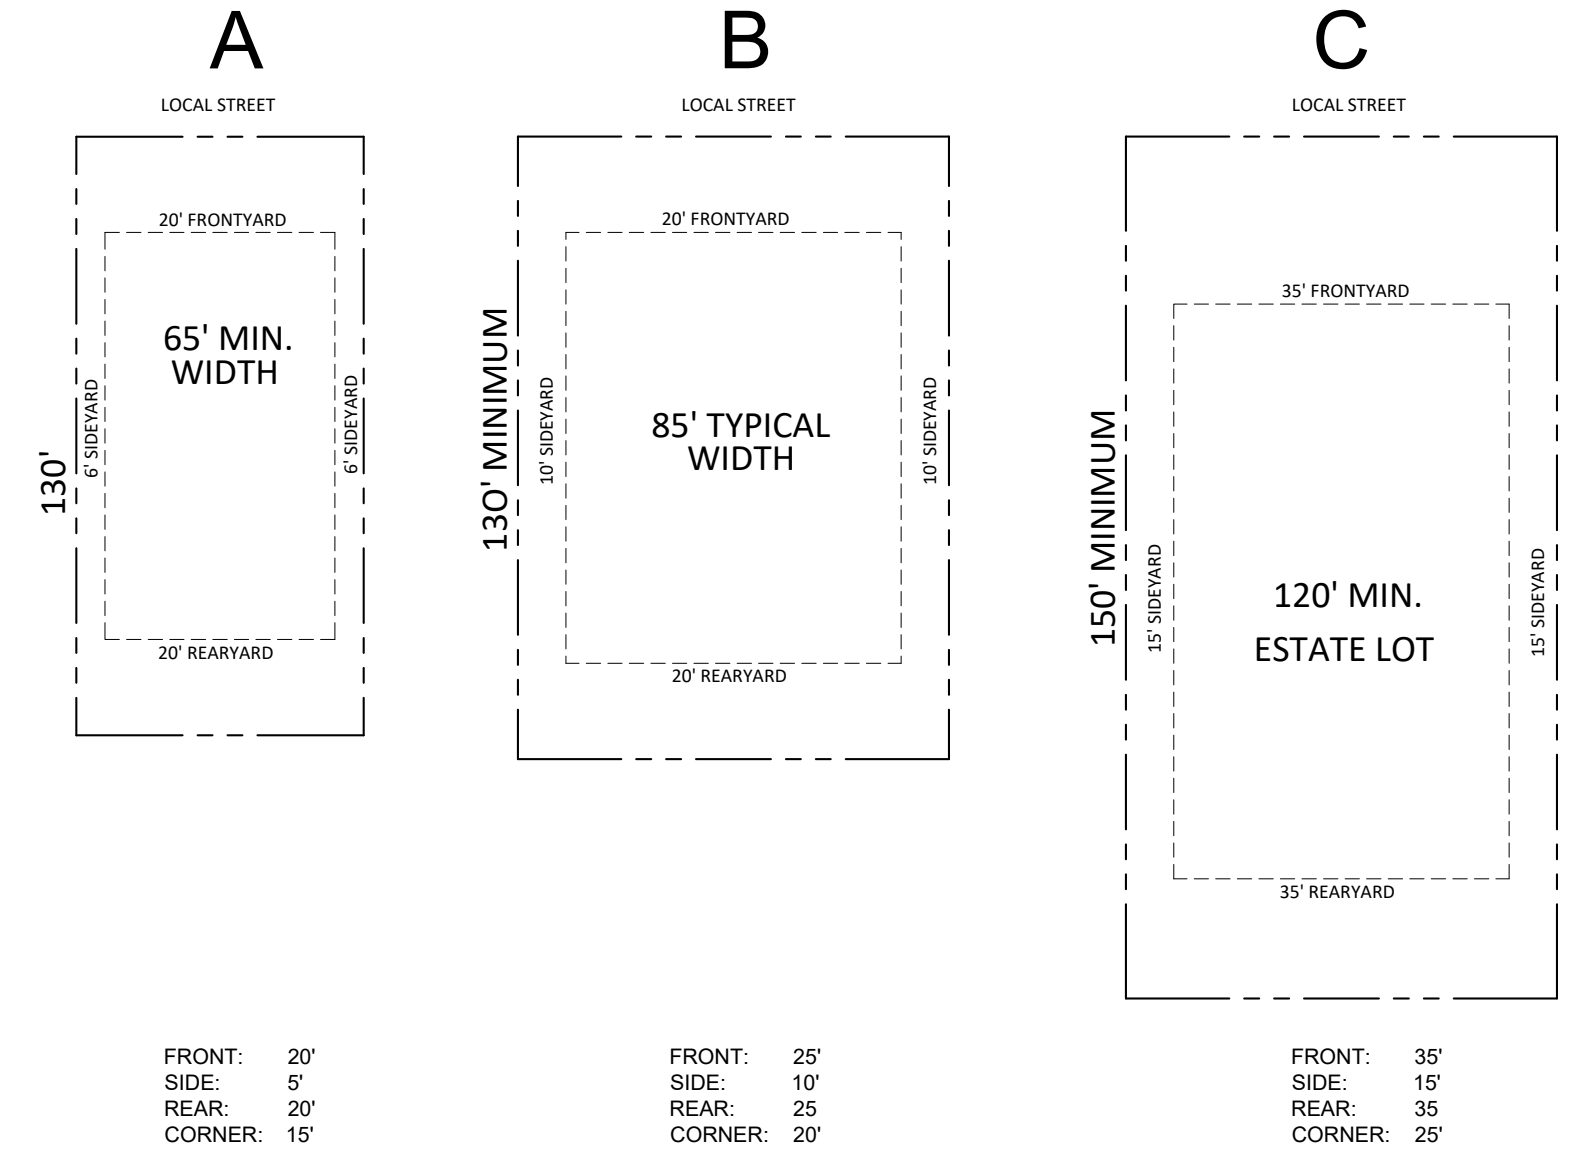 A
LOCAL STREET
20' FRONTYARD
65' MIN.
WIDTH
130'
6' SIDEYARD
6' SIDEYARD
20' REARYARD
FRONT: 20'
SIDE: 5'
REAR: 20'
CORNER: 15'
B
LOCAL STREET
20' FRONTYARD
130' MINIMUM
10' SIDEYARD
85' TYPICAL
WIDTH
10' SIDEYARD
20' REARYARD
FRONT: 25'
SIDE: 10'
REAR: 25
CORNER: 20'
C
LOCAL STREET
35' FRONTYARD
150' MINIMUM
15' SIDEYARD
120' MIN.
ESTATE LOT
15' SIDEYARD
35' REARYARD
FRONT: 35'
SIDE: 15'
REAR: 35
CORNER: 25'